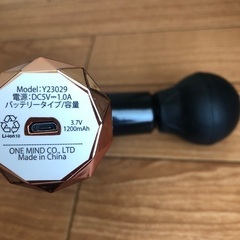 Model:Y23029
電源:DC5V⎓1.0A
バッテリータイプ/容量
Li-ion10
3.7V
1200mAh
ONE MIND CO., LTD
Made in China